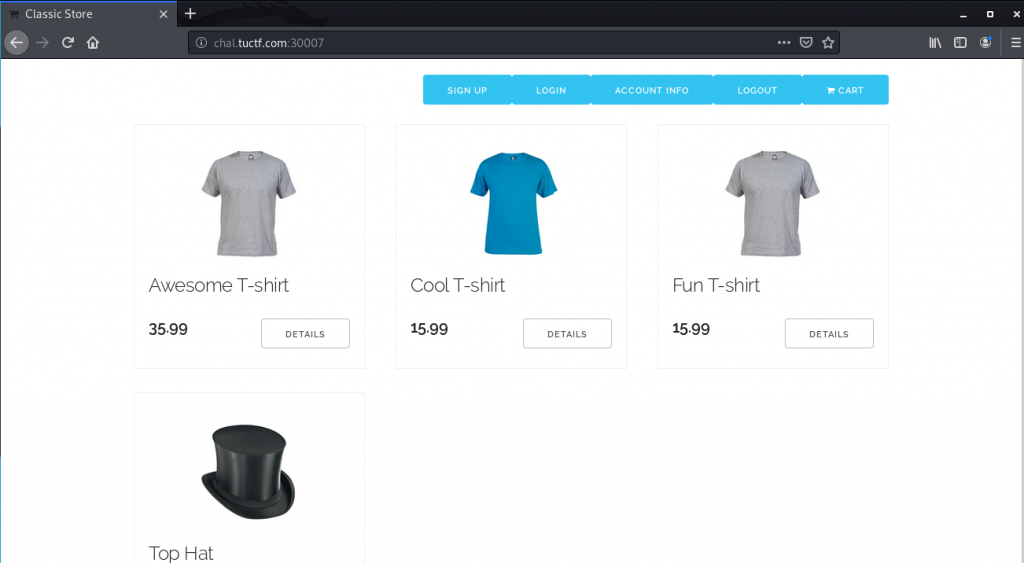 Classic Store
chal.tuctf.com:30007
SIGN UP LOGIN ACCOUNT INFO LOGOUT CART
Awesome T-shirt Cool T-shirt Fun T-shirt
35.99 DETAILS 15.99 DETAILS 15.99 DETAILS
Top Hat